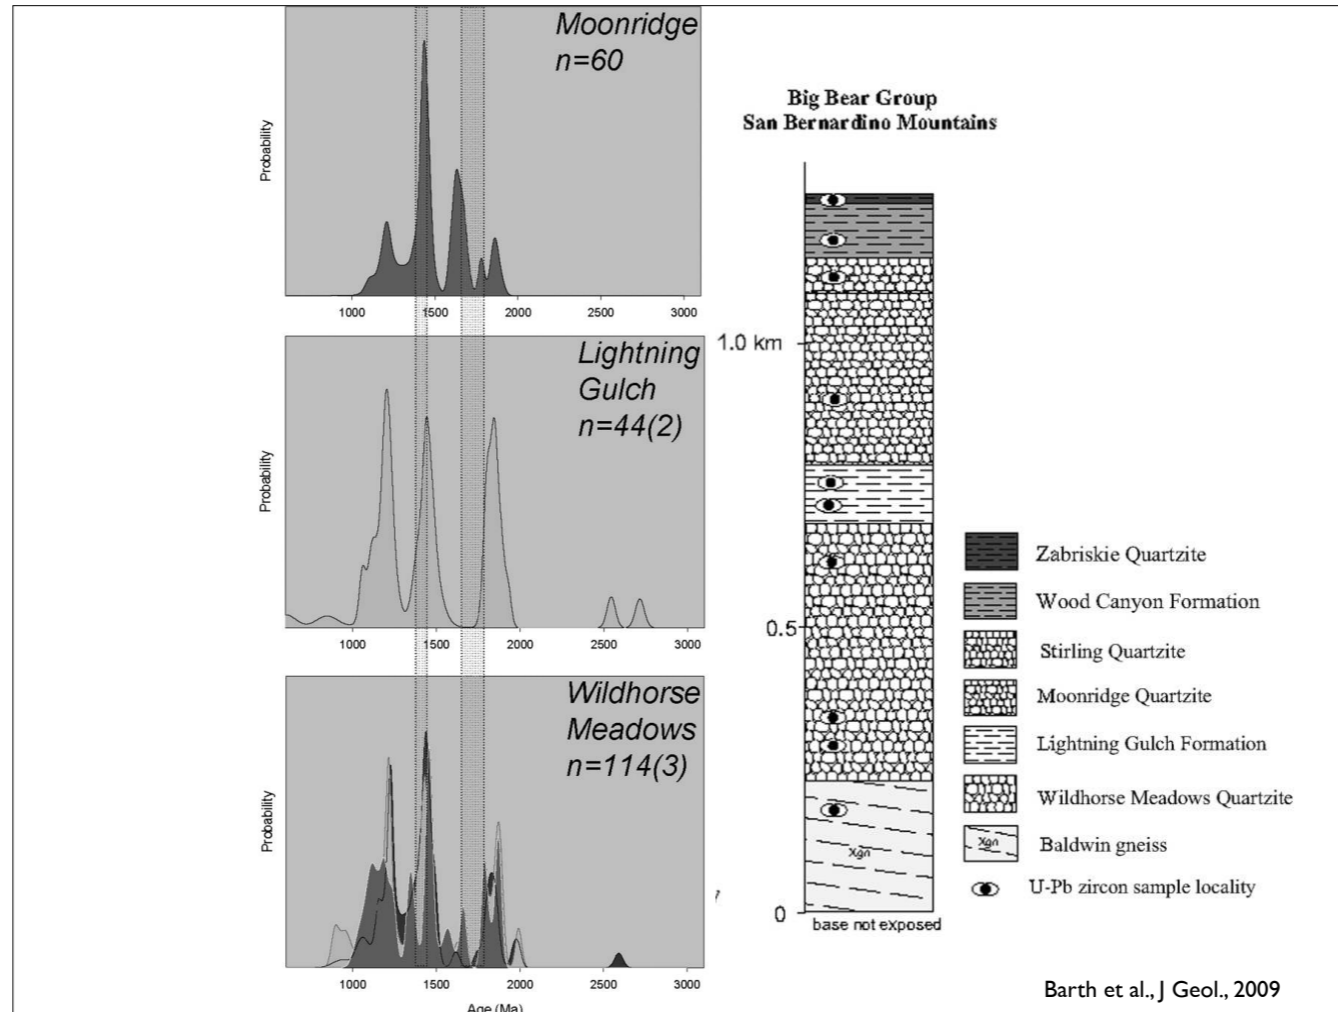 Moonridge
n=60
Probability
1000 1500 2000 2500 3000
Lightning
Gulch
n=44(2)
Probability
1000 1500 2000 2500 3000
Wildhorse
Meadows
n=114(3)
Probability
1000 1500 2000 2500 3000
Age (Ma)
Big Bear Group
San Bernardino Mountains
1.0 km
0.5
0
Xgn
base not exposed
Zabriskie Quartzite
Wood Canyon Formation
Stirling Quartzite
Moonridge Quartzite
Lightning Gulch Formation
Wildhorse Meadows Quartzite
Xgn
Baldwin gneiss
U-Pb zircon sample locality
Barth et al., J Geol., 2009